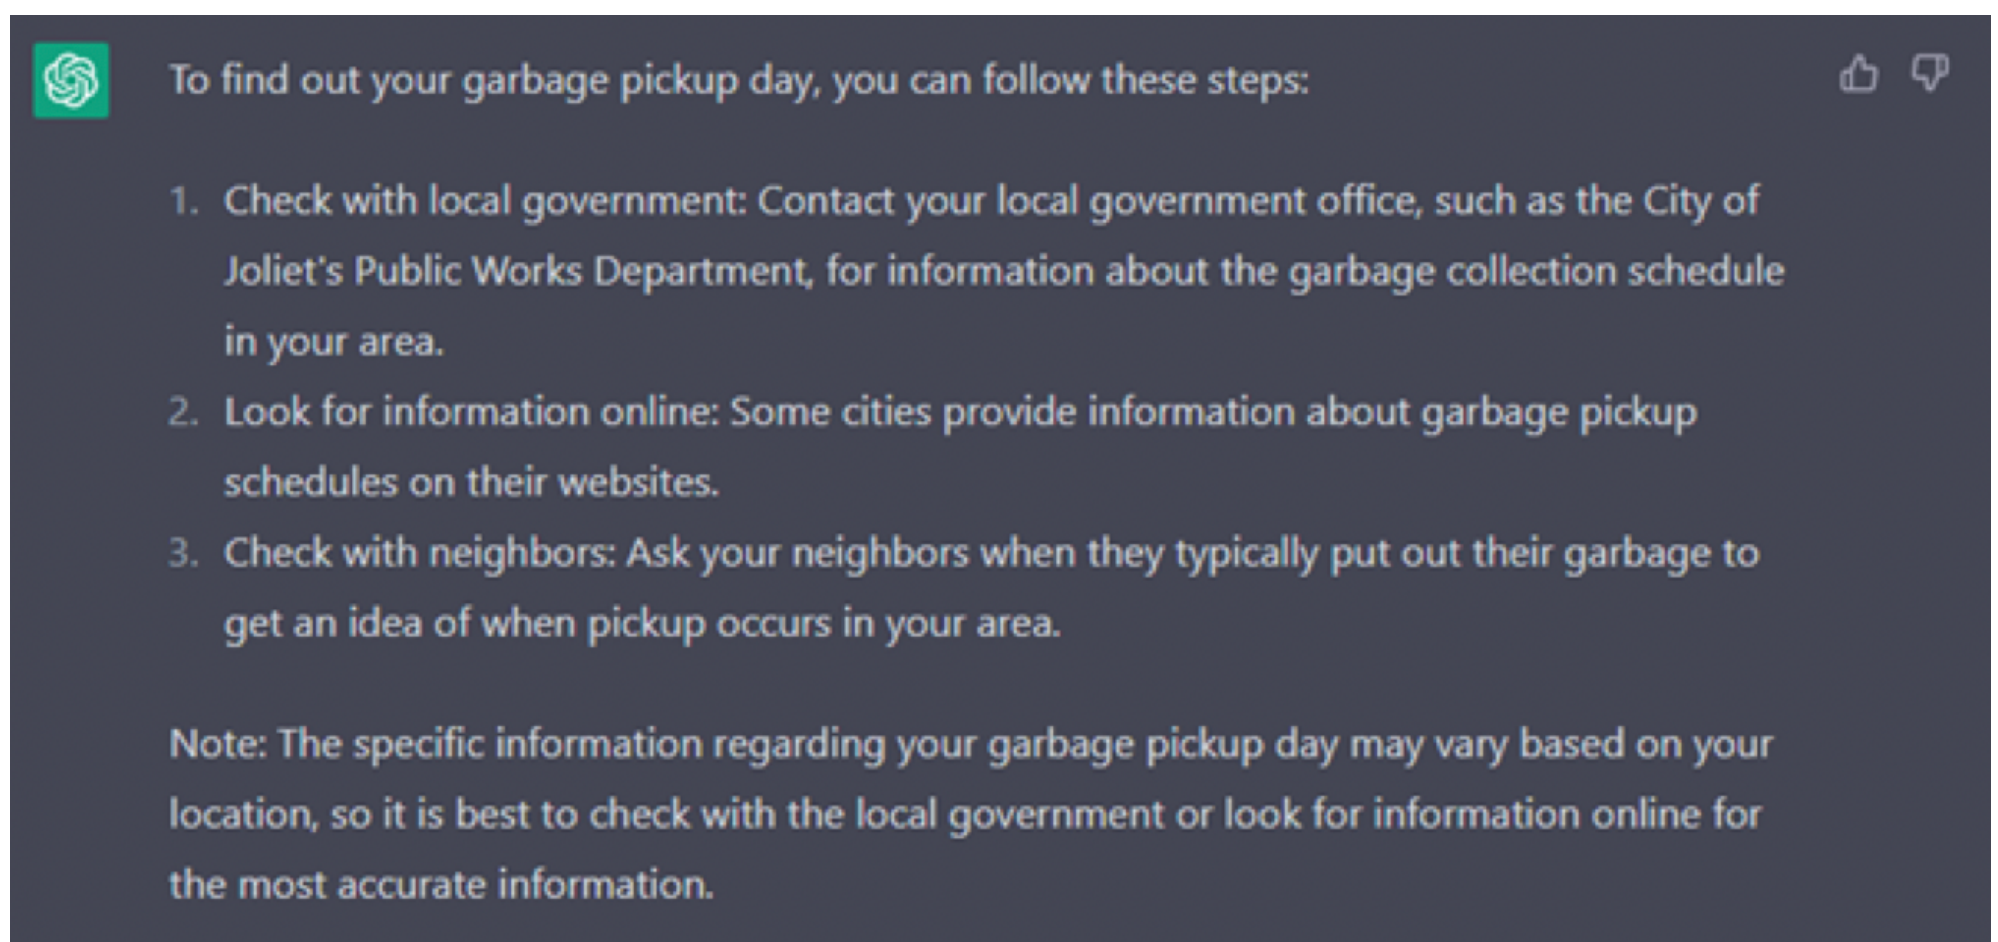 To find out your garbage pickup day, you can follow these steps:
1. Check with local government: Contact your local government office, such as the City of
Joliet's Public Works Department, for information about the garbage collection schedule
in your area.
2. Look for information online: Some cities provide information about garbage pickup
schedules on their websites.
3. Check with neighbors: Ask your neighbors when they typically put out their garbage to
get an idea of when pickup occurs in your area.
Note: The specific information regarding your garbage pickup day may vary based on your
location, so it is best to check with the local government or look for information online for
the most accurate information.